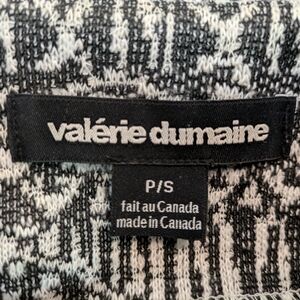 valérie dumaine
P/S
fait au Canada
made in Canada